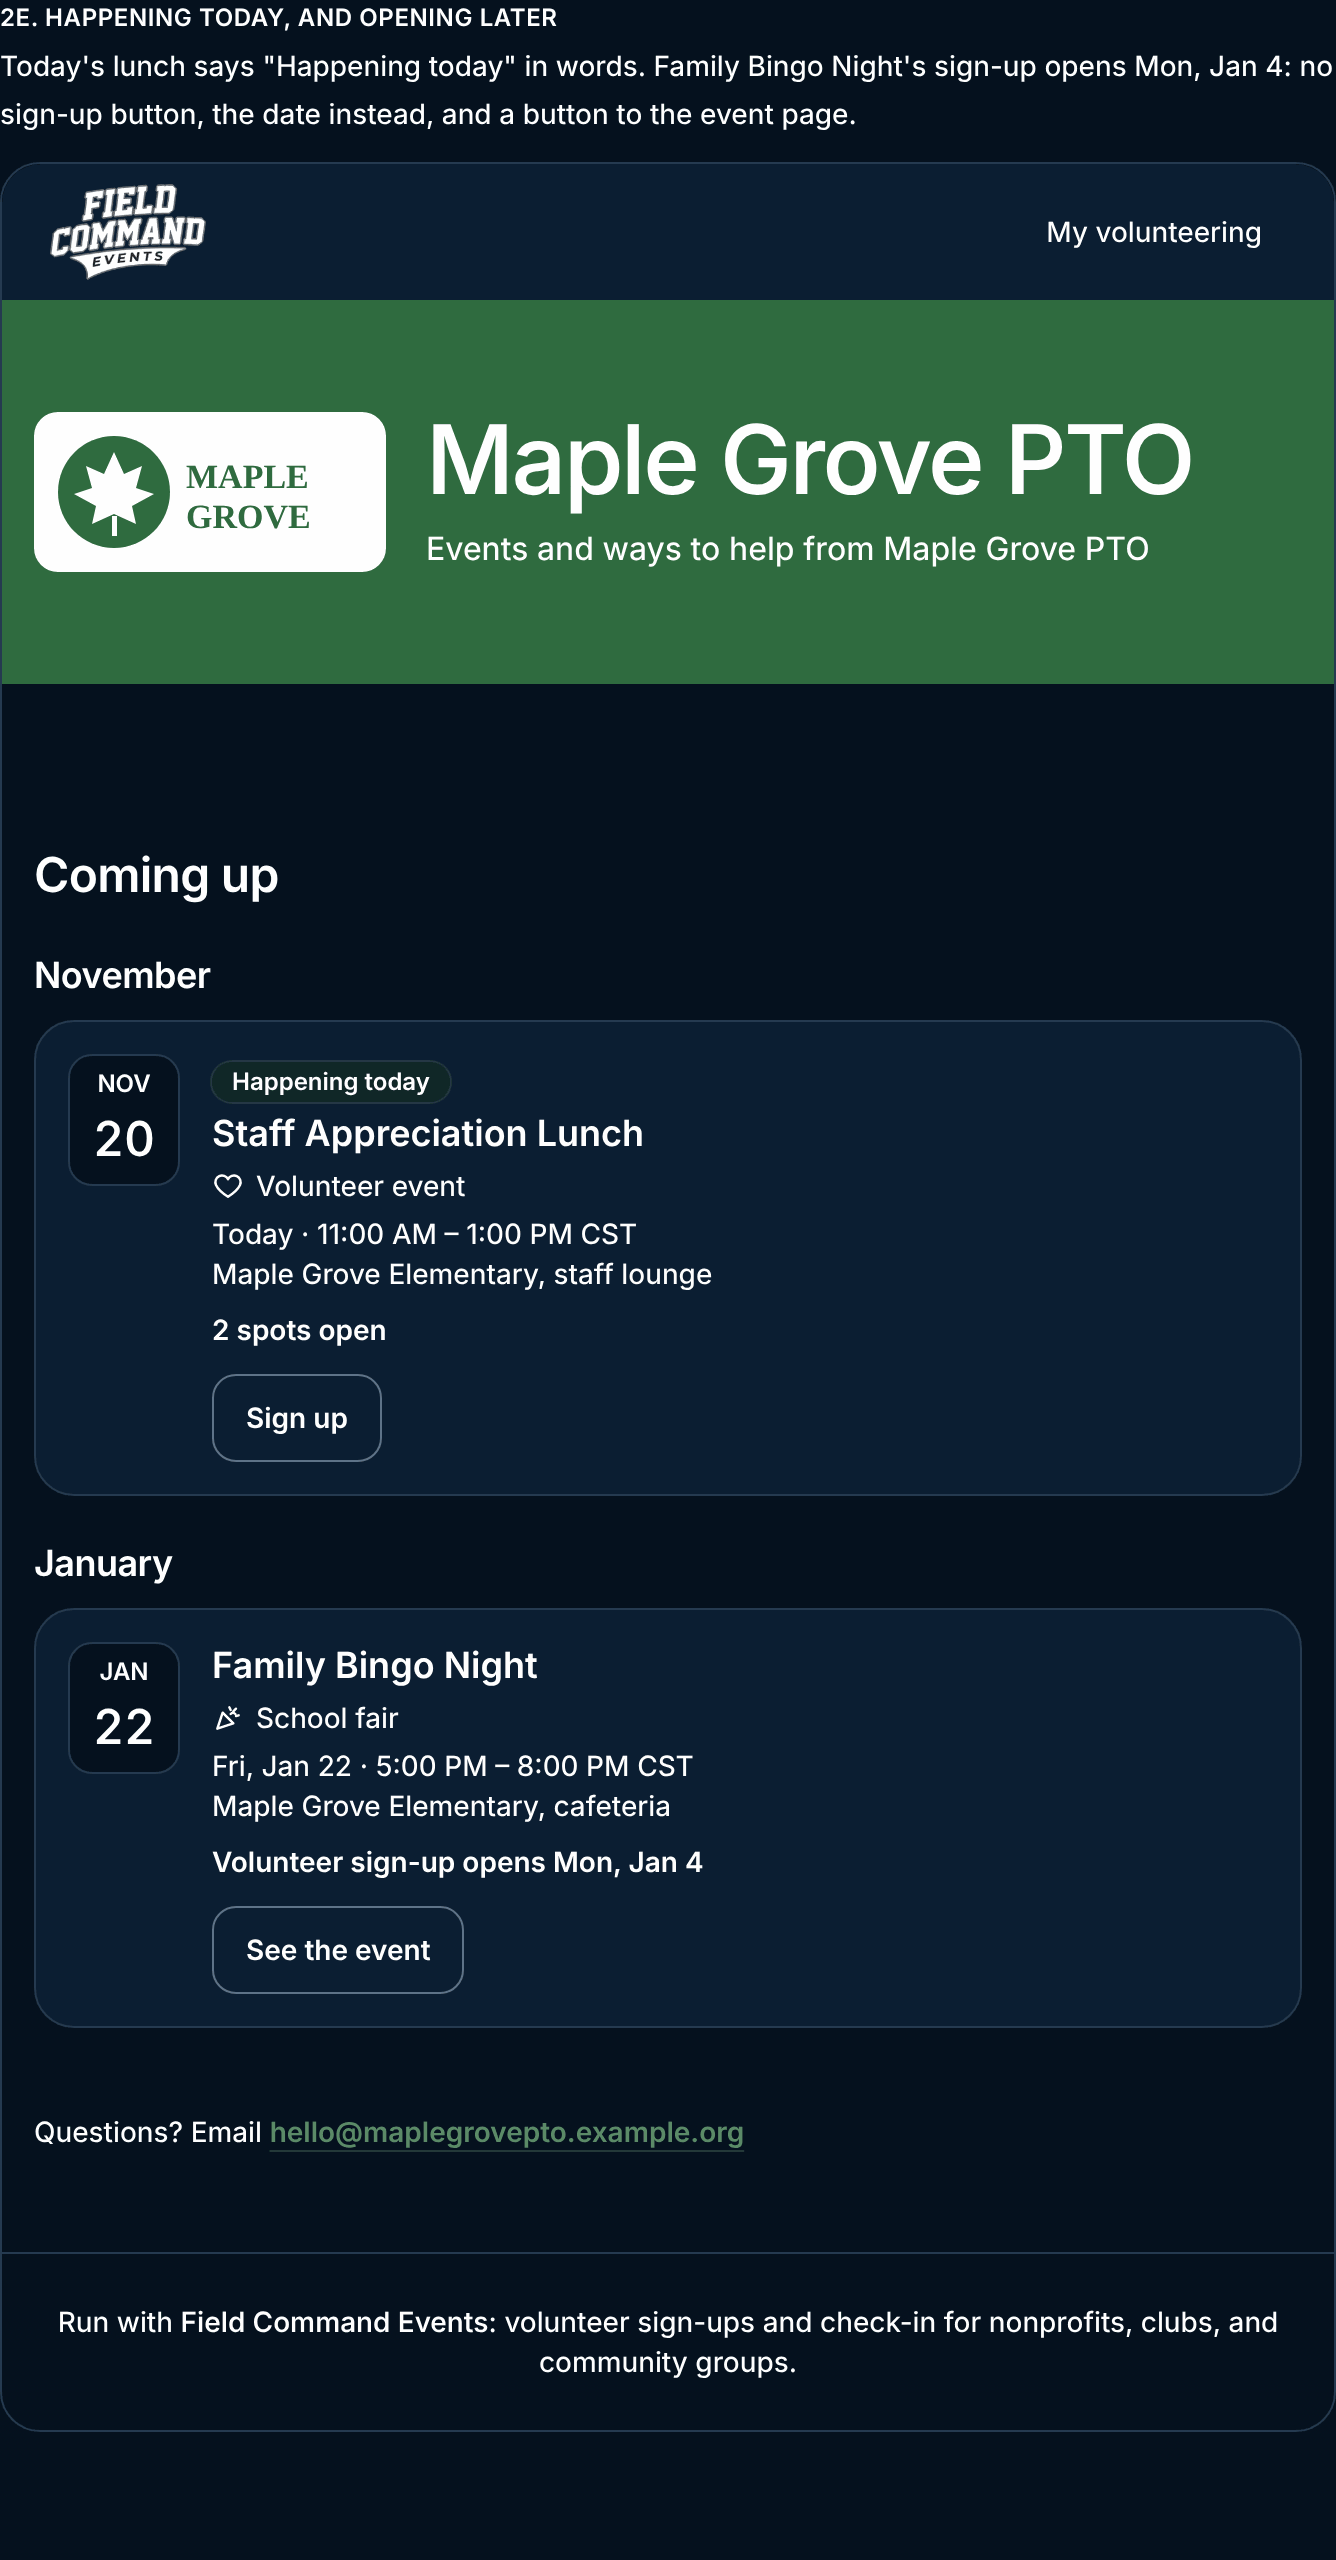 2E. HAPPENING TODAY, AND OPENING LATER
Today's lunch says "Happening today" in words. Family Bingo Night's sign-up opens Mon, Jan 4: no
sign-up button, the date instead, and a button to the event page.
FIELD
COMMAND
EVENTS
My volunteering
MAPLE
GROVE
Maple Grove PTO
Events and ways to help from Maple Grove PTO
Coming up
November
NOV
20
Happening today
Staff Appreciation Lunch
Volunteer event
Today · 11:00 AM – 1:00 PM CST
Maple Grove Elementary, staff lounge
2 spots open
Sign up
January
JAN
22
Family Bingo Night
School fair
Fri, Jan 22 · 5:00 PM – 8:00 PM CST
Maple Grove Elementary, cafeteria
Volunteer sign-up opens Mon, Jan 4
See the event
Questions? Email hello@maplegrovepto.example.org
Run with Field Command Events: volunteer sign-ups and check-in for nonprofits, clubs, and
community groups.